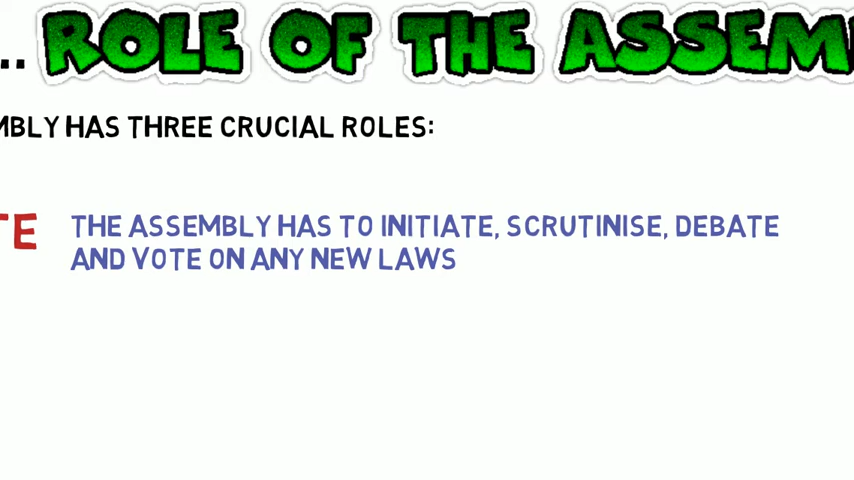 .. ROLE OF THE ASSEM
MBLY HAS THREE CRUCIAL ROLES:
TE THE ASSEMBLY HAS TO INITIATE, SCRUTINISE, DEBATE
AND VOTE ON ANY NEW LAWS